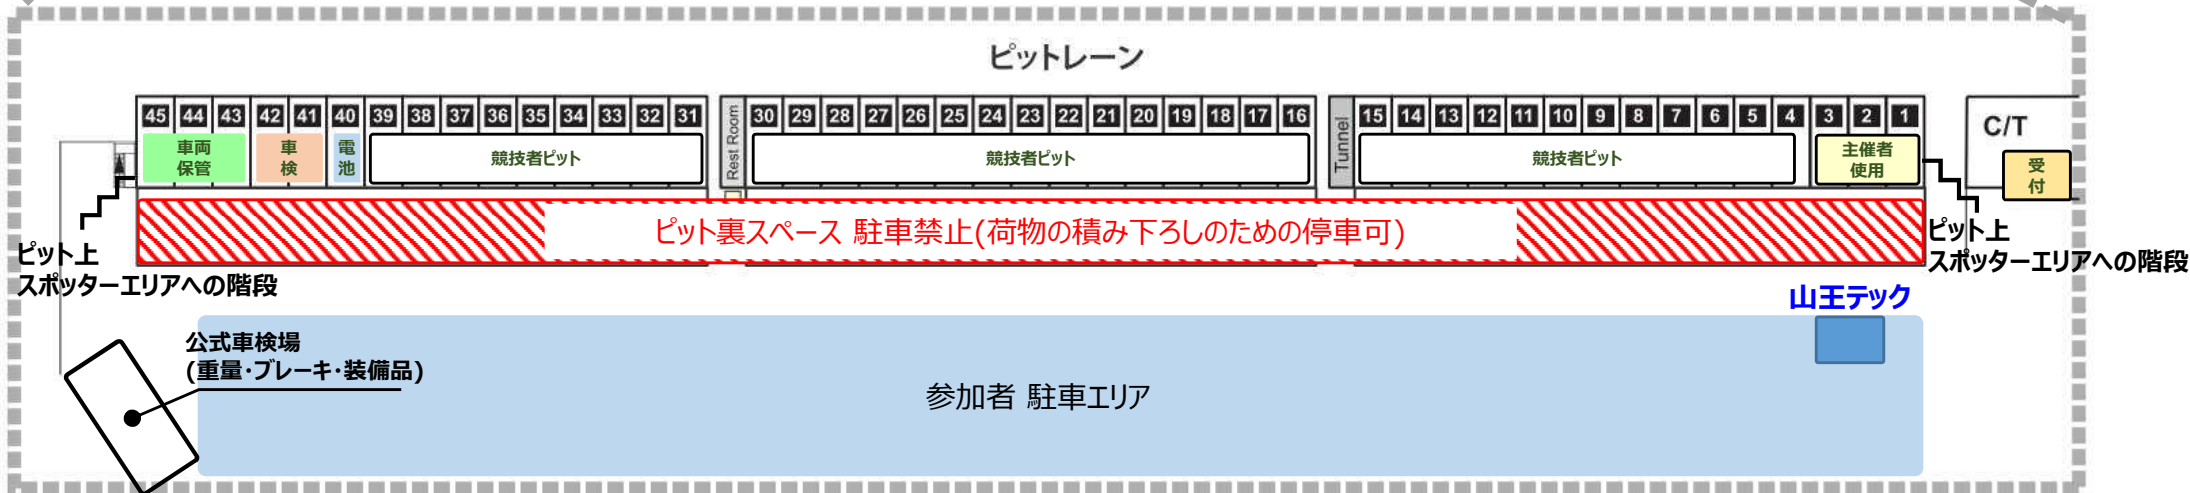 ピットレーン
45 44 43 42 41 40 39 38 37 36 35 34 33 32 31
Rest Room
30 29 28 27 26 25 24 23 22 21 20 19 18 17 16
Tunnel
15 14 13 12 11 10 9 8 7 6 5 4 3 2 1
C/T
車両
保管
車
検
電
池
競技者ピット
競技者ピット
競技者ピット
主催者
使用
受
付
ピット裏スペース 駐車禁止(荷物の積み下ろしのための停車可)
ピット上
スポッターエリアへの階段
ピット上
スポッターエリアへの階段
山王テック
公式車検場
(重量・ブレーキ・装備品)
参加者 駐車エリア